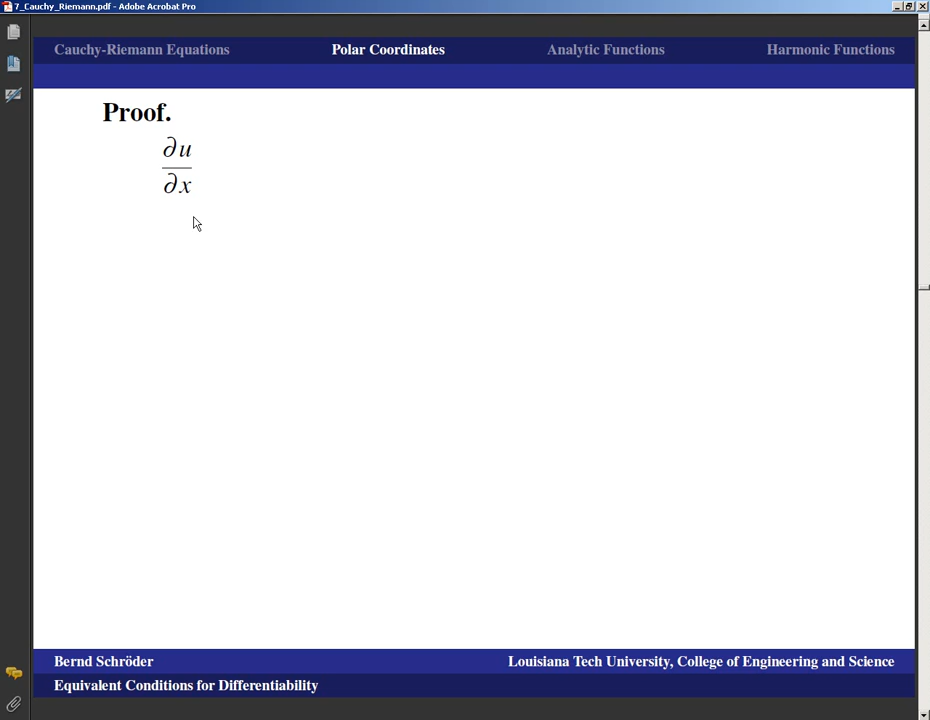 7_Cauchy_Riemann.pdf - Adobe Acrobat Pro
Cauchy-Riemann Equations Polar Coordinates Analytic Functions Harmonic Functions
Proof.
∂u
∂x
Bernd Schröder Louisiana Tech University, College of Engineering and Science
Equivalent Conditions for Differentiability